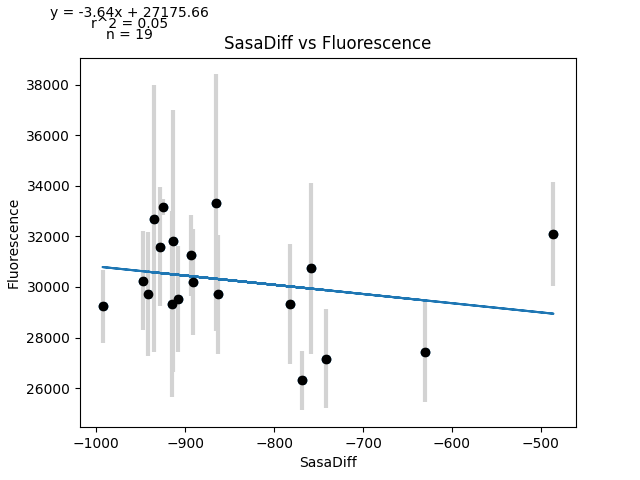 y = -3.64x + 27175.66
r^2 = 0.05
n = 19
SasaDiff vs Fluorescence
38000
36000
34000
32000
30000
28000
26000
Fluorescence
−1000
−900
−800
−700
−600
−500
SasaDiff